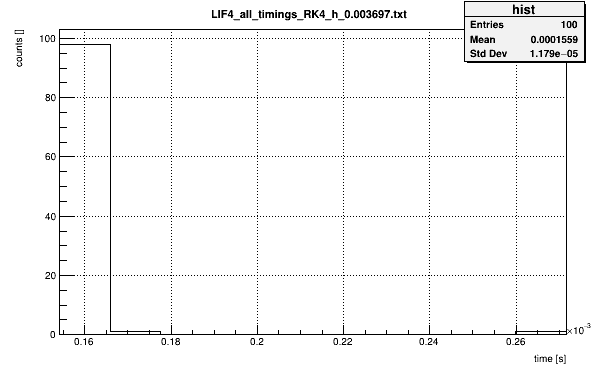 LIF4_all_timings_RK4_h_0.003697.txt
hist
Entries 100
Mean 0.0001559
Std Dev 1.179e−05
counts []
100
80
60
40
20
0
0.16 0.18 0.2 0.22 0.24 0.26
×10⁻³
time [s]